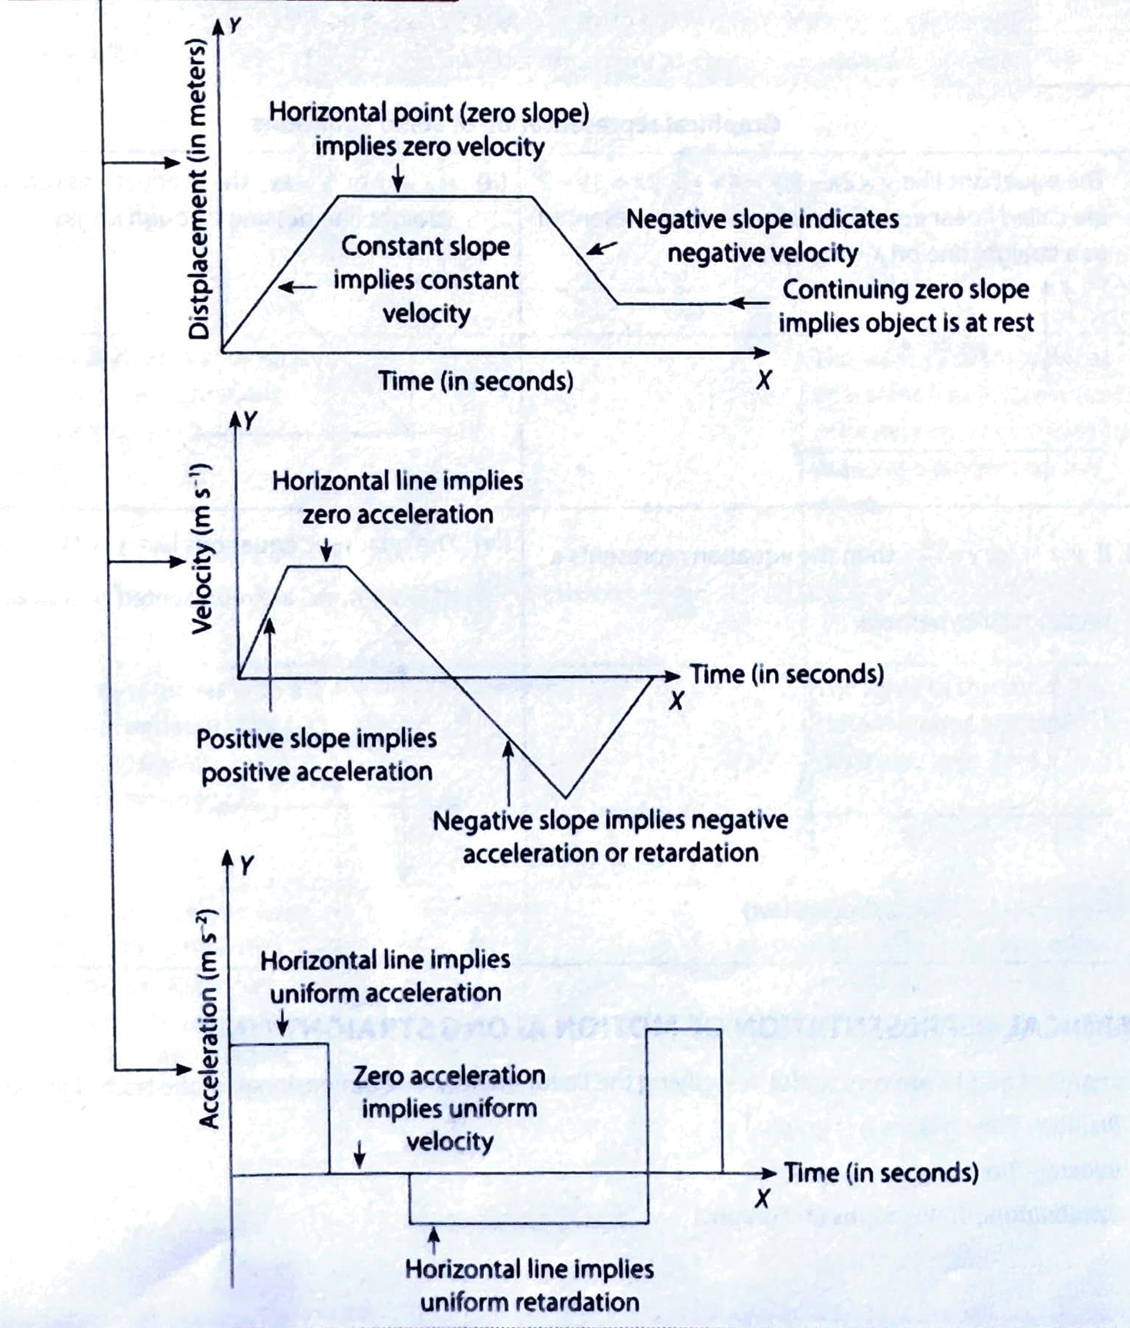 Y
Distplacement (in meters)
Horizontal point (zero slope)
implies zero velocity
Negative slope indicates
negative velocity
Constant slope
implies constant
velocity
Continuing zero slope
implies object is at rest
Time (in seconds)
X
Y
Velocity (m s⁻¹)
Horizontal line implies
zero acceleration
Time (in seconds)
X
Positive slope implies
positive acceleration
Negative slope implies negative
acceleration or retardation
Y
Acceleration (m s⁻²)
Horizontal line implies
uniform acceleration
Zero acceleration
implies uniform
velocity
Time (in seconds)
X
Horizontal line implies
uniform retardation